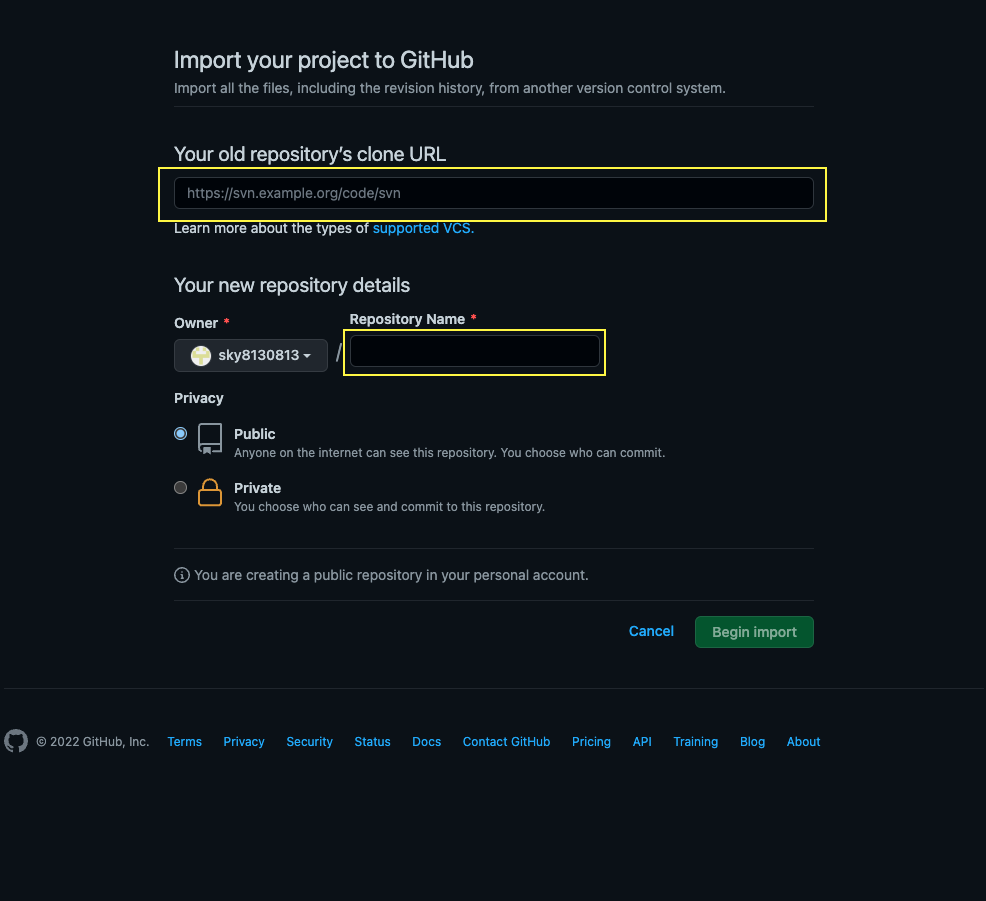 Import your project to GitHub
Import all the files, including the revision history, from another version control system.
Your old repository's clone URL
https://svn.example.org/code/svn
Learn more about the types of supported VCS.
Your new repository details
Owner *
Repository Name *
sky8130813
/
Privacy
Public
Anyone on the internet can see this repository. You choose who can commit.
Private
You choose who can see and commit to this repository.
You are creating a public repository in your personal account.
Cancel
Begin import
© 2022 GitHub, Inc. Terms Privacy Security Status Docs Contact GitHub Pricing API Training Blog About